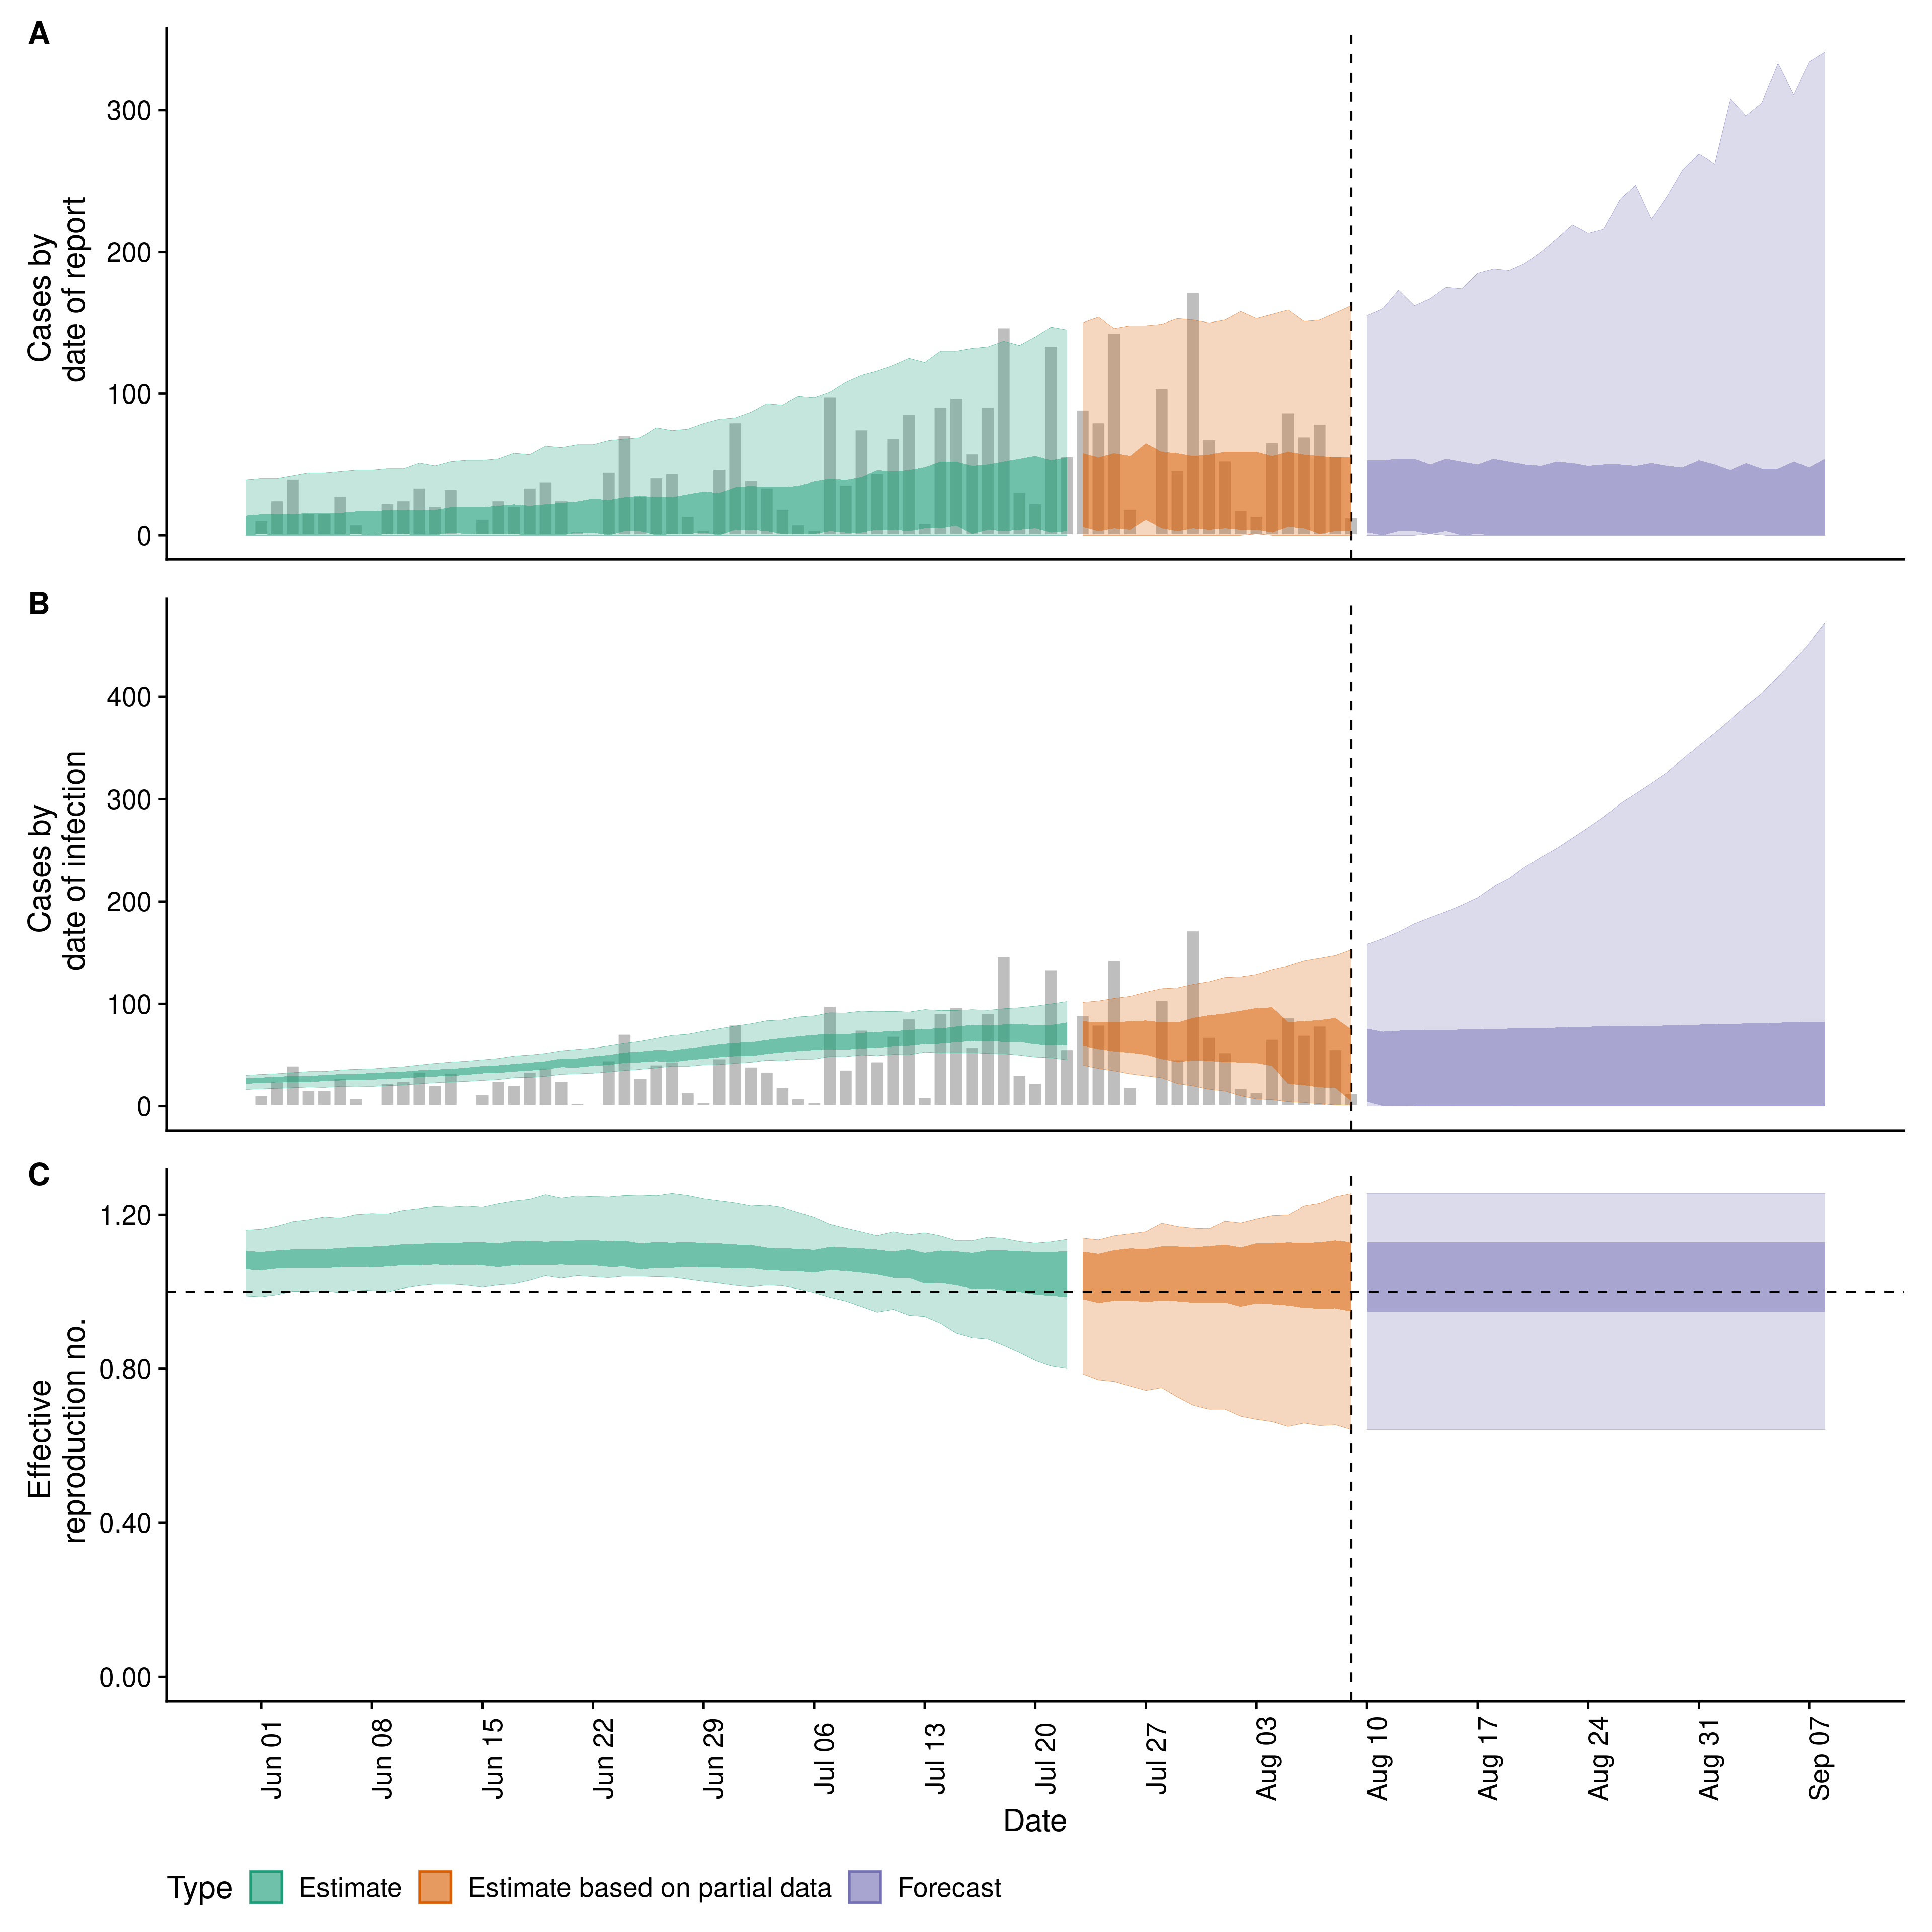 A
Cases by
date of report
300
200
100
0
B
Cases by
date of infection
400
300
200
100
0
C
Effective
reproduction no.
1.20
0.80
0.40
0.00
Jun 01
Jun 08
Jun 15
Jun 22
Jun 29
Jul 06
Jul 13
Jul 20
Jul 27
Aug 03
Aug 10
Aug 17
Aug 24
Aug 31
Sep 07
Date
Type Estimate Estimate based on partial data Forecast